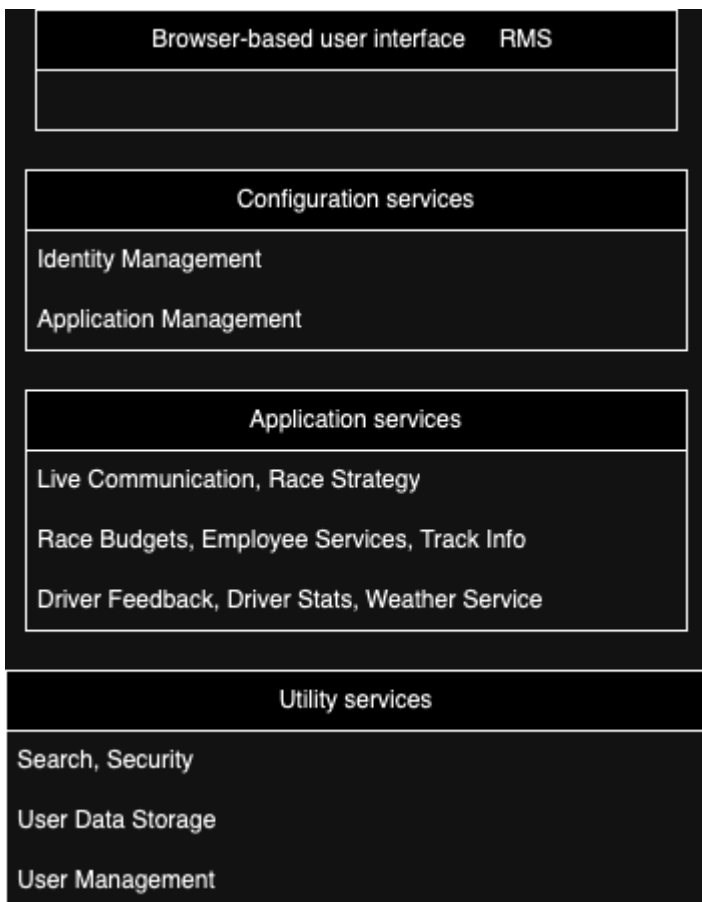 Browser-based user interface RMS
Configuration services
Identity Management
Application Management
Application services
Live Communication, Race Strategy
Race Budgets, Employee Services, Track Info
Driver Feedback, Driver Stats, Weather Service
Utility services
Search, Security
User Data Storage
User Management